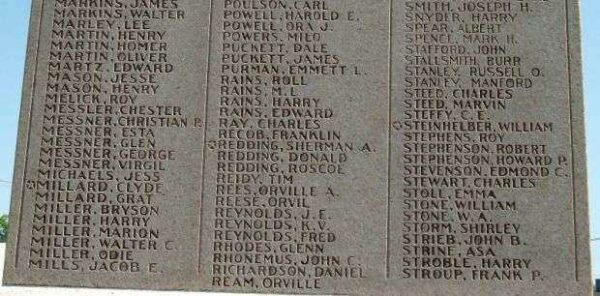 MARKINS, JAMES
MARKINS, WALTER
MARLEY, LEE
MARTIN, HENRY
MARTIN, HOMER
MARTIN, OLIVER
MARTZ, EDWARD
MASON, JESSE
MASON, HENRY
MELICK, ROY
MESSLER, CHESTER
MESSNER, CHRISTIAN P.
MESSNER, ESTA
MESSNER, GLEN
MESSNER, GEORGE
MESSNER, VIRGIL
MICHAELS, JESS
MILLARD, CLYDE
MILLARD, GRAT
MILLER, BRYSON
MILLER, HARRY
MILLER, MARION
MILLER, WALTER C.
MILLER, ODIE
MILLS, JACOB E.
POULSON, CARL
POWELL, HAROLD E.
POWELL, ORA J.
POWERS, MILO
PUCKETT, DALE
PUCKETT, JAMES
PURMAN, EMMETT L.
RAINS, ROLL
RAINS, M. L.
RAINS, HARRY
RAINS, EDWARD
RAY, CHARLES
RECOB, FRANKLIN
REDDING, SHERMAN A.
REDDING, DONALD
REDDING, ROSCOE
REIDY, TIM
REES, ORVILLE A.
REESE, ORVIL
REYNOLDS, J. E.
REYNOLDS, K. V.
REYNOLDS, FRED
RHODES, GLENN
RHONEMUS, JOHN C.
RICHARDSON, DANIEL
REAM, ORVILLE
SMITH, JOSEPH H.
SNYDER, HARRY
SPEAR, ALBERT
SPENCE, MARK H.
STAFFORD, JOHN
STALLSMITH, BURR
STANLEY, RUSSELL O.
STANLEY, MANFORD
STEED, CHARLES
STEED, MARVIN
STEFFY, C. E.
STEINHELBER, WILLIAM
STEPHENS, ROY
STEPHENSON, ROBERT
STEPHENSON, HOWARD P.
STEVENSON, EDMOND C.
STEWART, CHARLES
STOLL, EMMA
STONE, WILLIAM
STONE, W. A.
STORM, SHIRLEY
STRIEB, JOHN B.
STRINE, ASA
STROBLE, HARRY
STROUP, FRANK P.